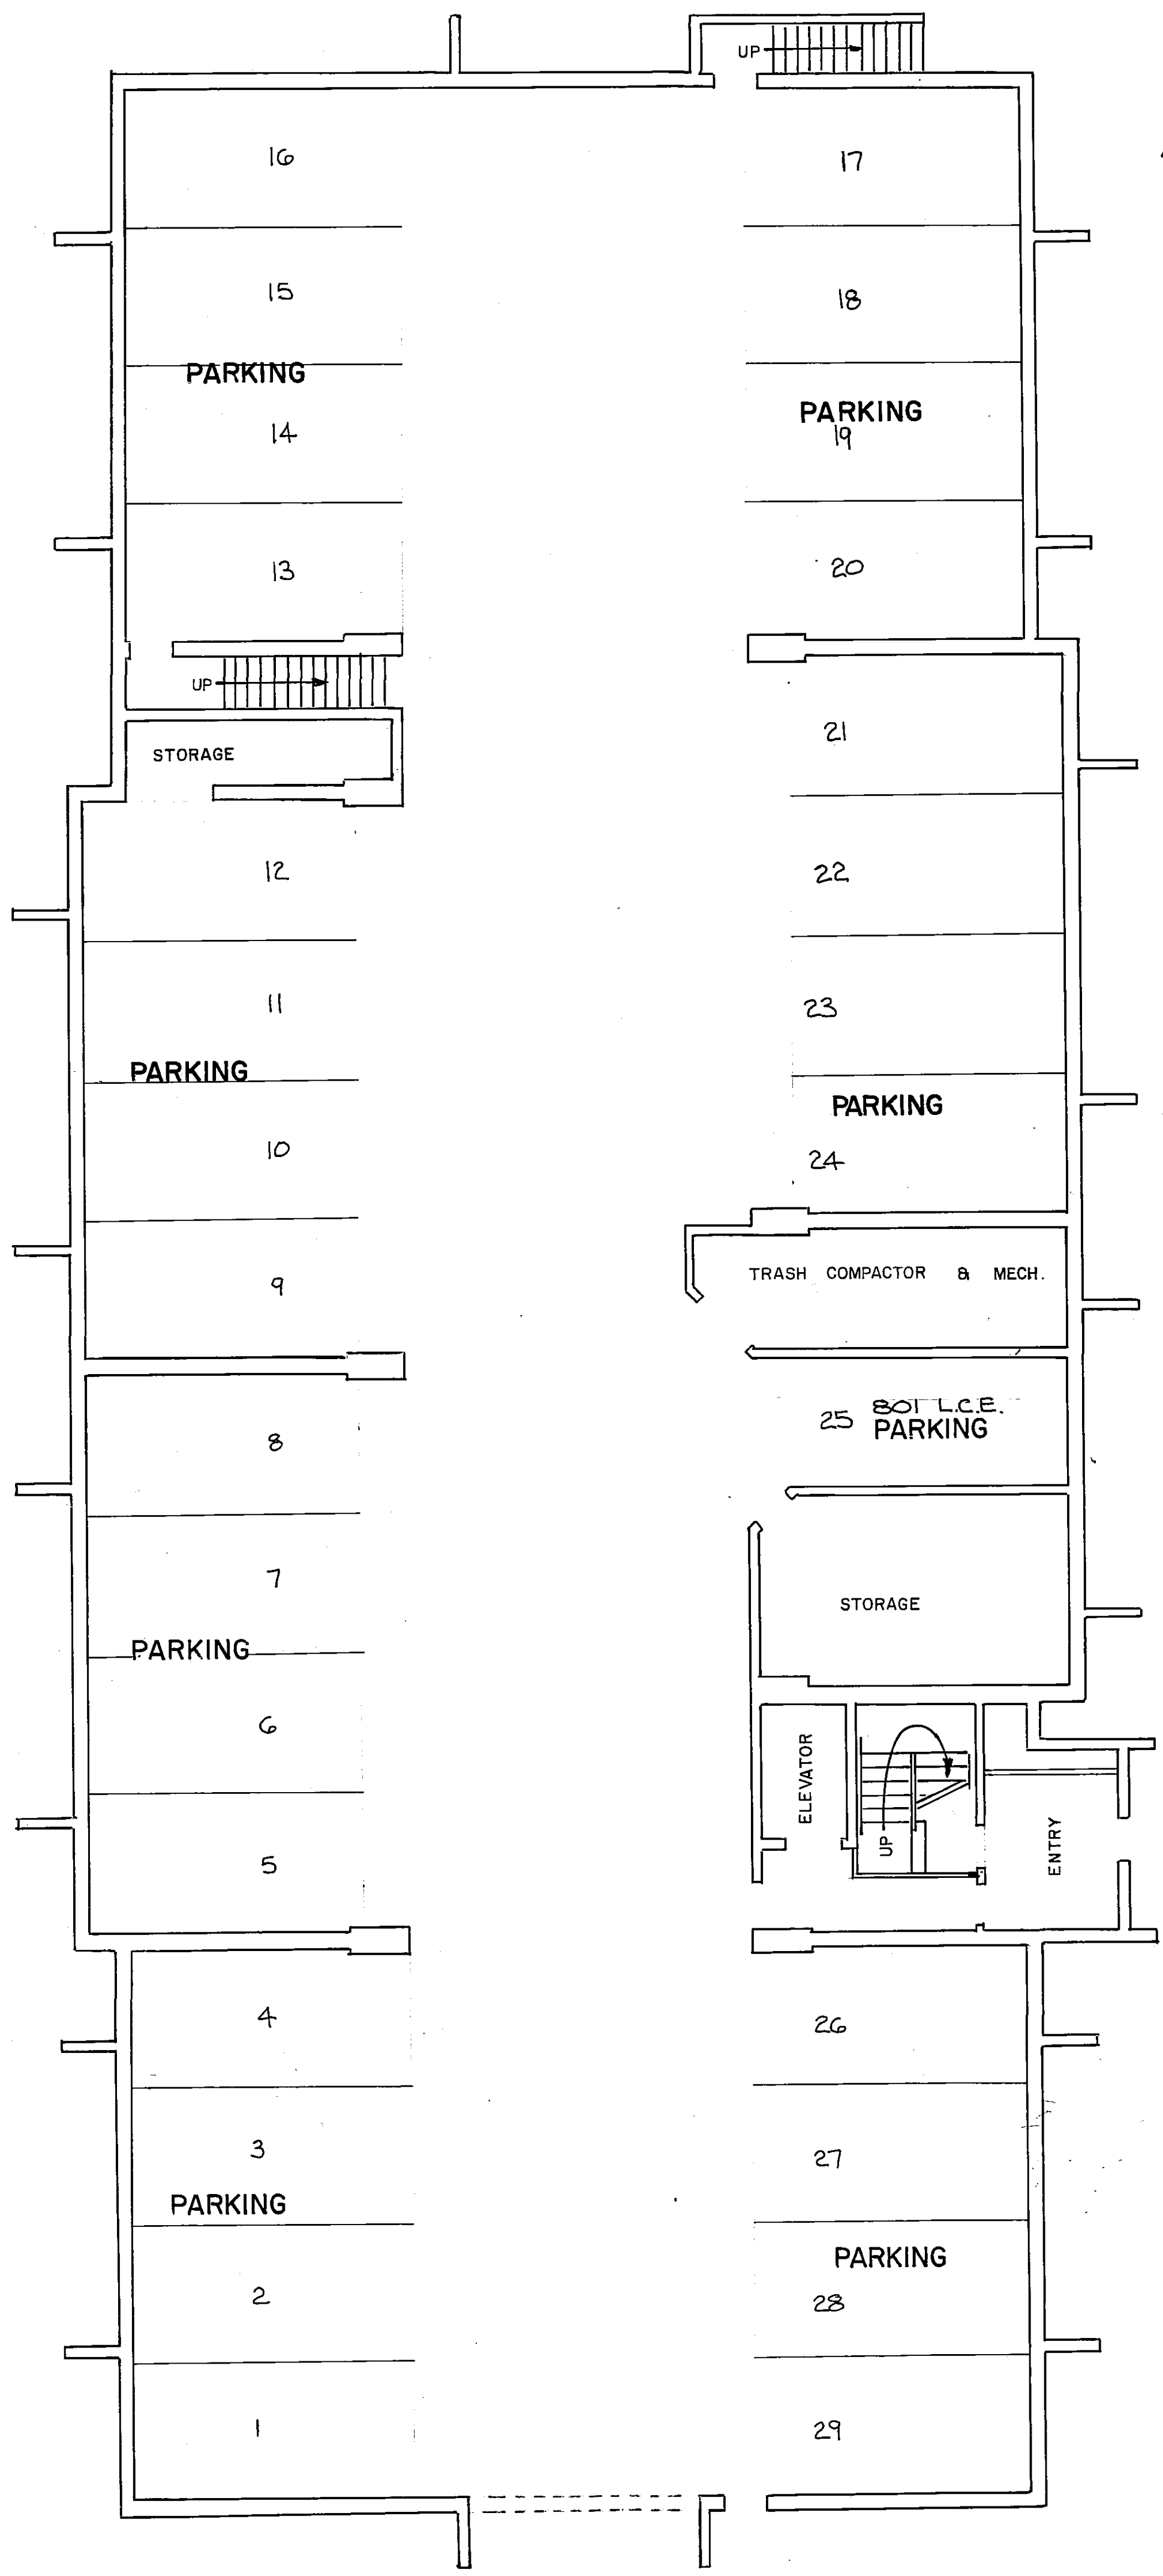 UP
16
17
15
18
PARKING
PARKING
14
19
13
20
UP
STORAGE
21
12
22
11
23
PARKING
PARKING
10
24
9
TRASH COMPACTOR & MECH.
8
25 801 L.C.E.
PARKING
7
STORAGE
PARKING
6
ELEVATOR
UP
ENTRY
5
4
26
3
27
PARKING
PARKING
2
28
1
29